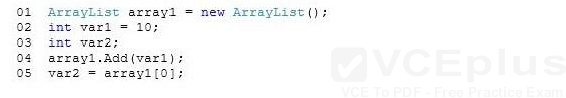 01 ArrayList array1 = new ArrayList();
02 int var1 = 10;
03 int var2;
04 array1.Add(var1);
05 var2 = array1[0];
VCEplus
VCE To PDF - Free Practice Exam